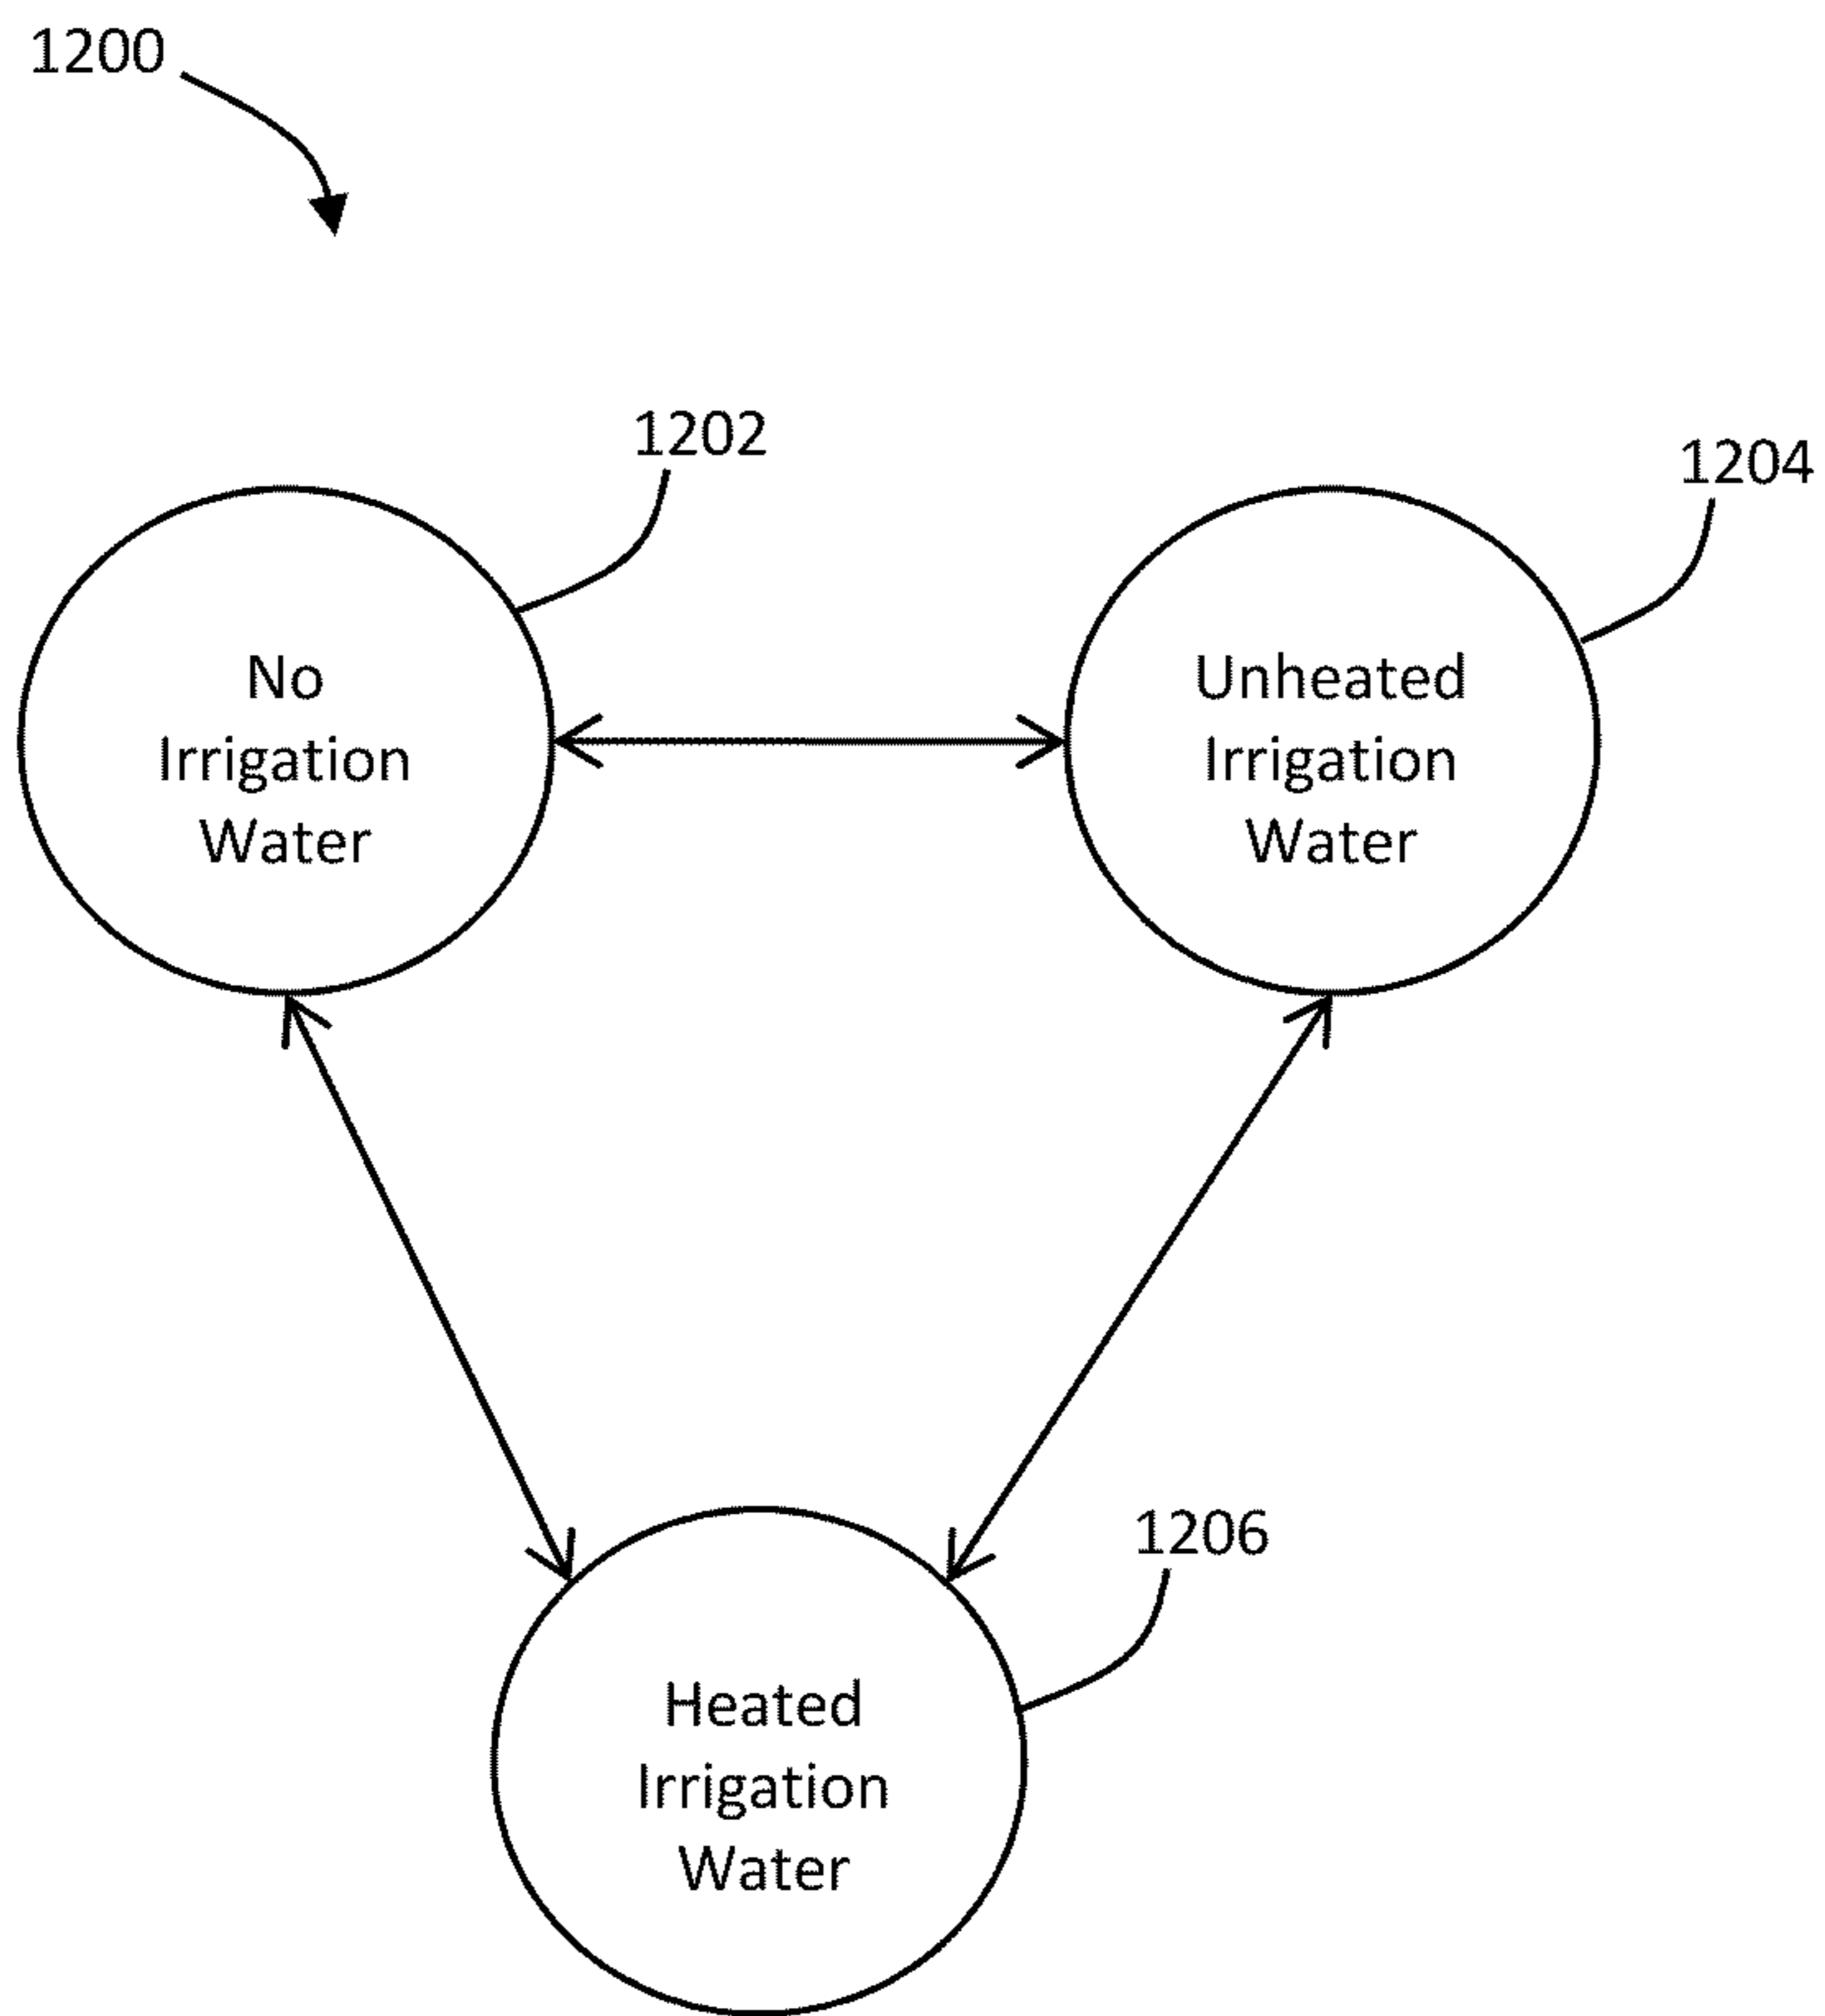 1200
1202
1204
No
Irrigation
Water
Unheated
Irrigation
Water
1206
Heated
Irrigation
Water